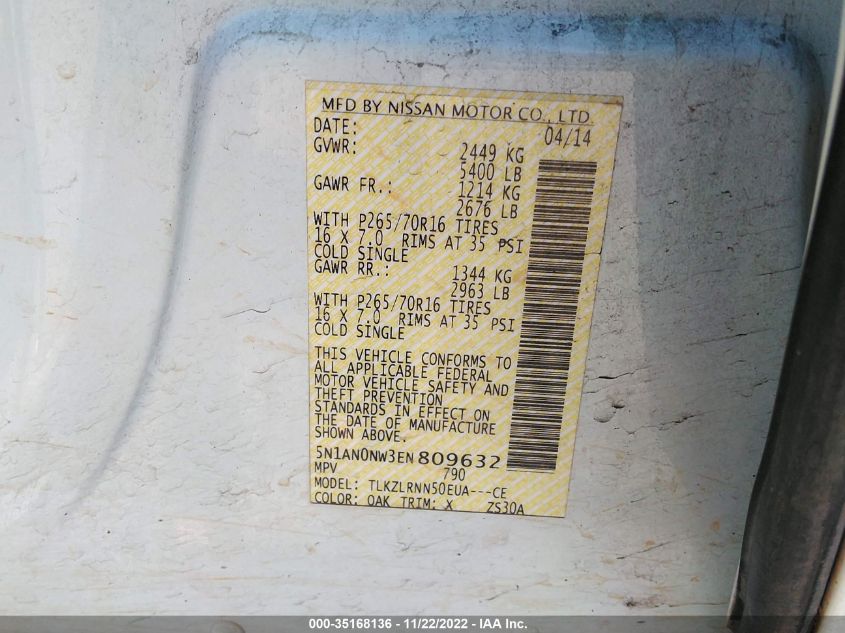 MFD BY NISSAN MOTOR CO., LTD.
DATE: 04/14
GVWR: 2449 KG
5400 LB
GAWR FR.: 1214 KG
2676 LB
WITH P265/70R16 TIRES
16 X 7.0 RIMS AT 35 PSI
COLD SINGLE
GAWR RR.: 1344 KG
2963 LB
WITH P265/70R16 TIRES
16 X 7.0 RIMS AT 35 PSI
COLD SINGLE
THIS VEHICLE CONFORMS TO
ALL APPLICABLE FEDERAL
MOTOR VEHICLE SAFETY AND
THEFT PREVENTION
STANDARDS IN EFFECT ON
THE DATE OF MANUFACTURE
SHOWN ABOVE.
5N1AN0NW3EN809632
MPV 790
MODEL: TLKZLRNN50EUA---CE
COLOR: QAK TRIM: X ZS30A
000-35168136 - 11/22/2022 - IAA Inc.